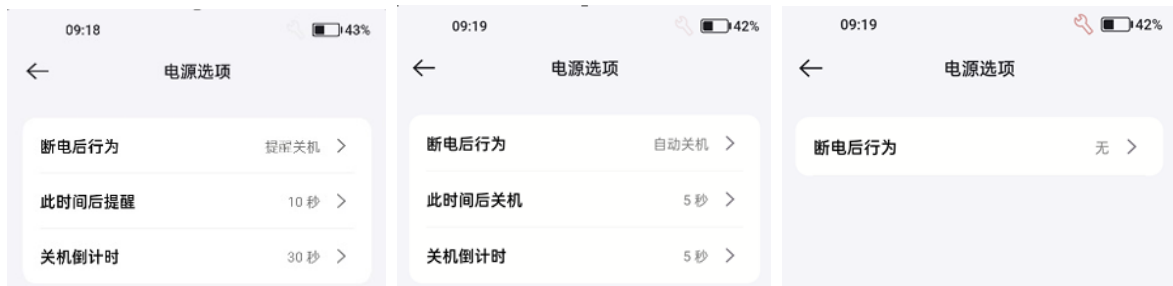 09:18
43%
电源选项
断电后行为 提醒关机
此时间后提醒 10 秒
关机倒计时 30 秒
09:19
42%
电源选项
断电后行为 自动关机
此时间后关机 5 秒
关机倒计时 5 秒
09:19
42%
电源选项
断电后行为 无